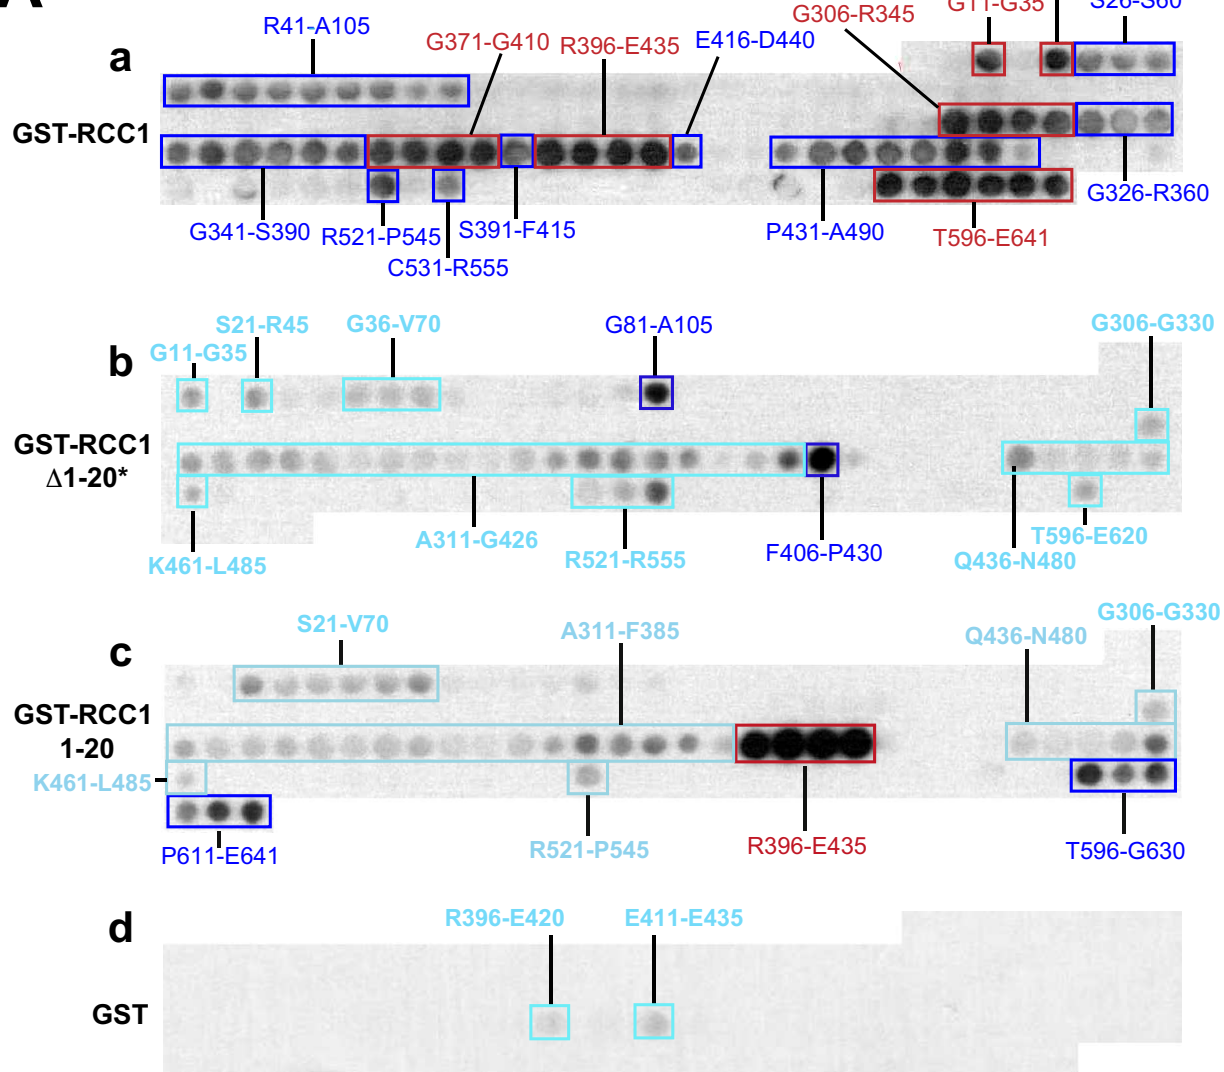 A
G11-G35
S26-S60
G306-R345
R41-A105
G371-G410
R396-E435
E416-D440
a
GST-RCC1
G341-S390
R521-P545
S391-F415
C531-R555
P431-A490
T596-E641
G326-R360
S21-R45
G36-V70
G81-A105
G306-G330
b
G11-G35
GST-RCC1
Δ1-20*
A311-G426
K461-L485
R521-R555
F406-P430
Q436-N480
T596-E620
S21-V70
A311-F385
Q436-N480
G306-G330
c
GST-RCC1
1-20
K461-L485
P611-E641
R521-P545
R396-E435
T596-G630
R396-E420
E411-E435
d
GST